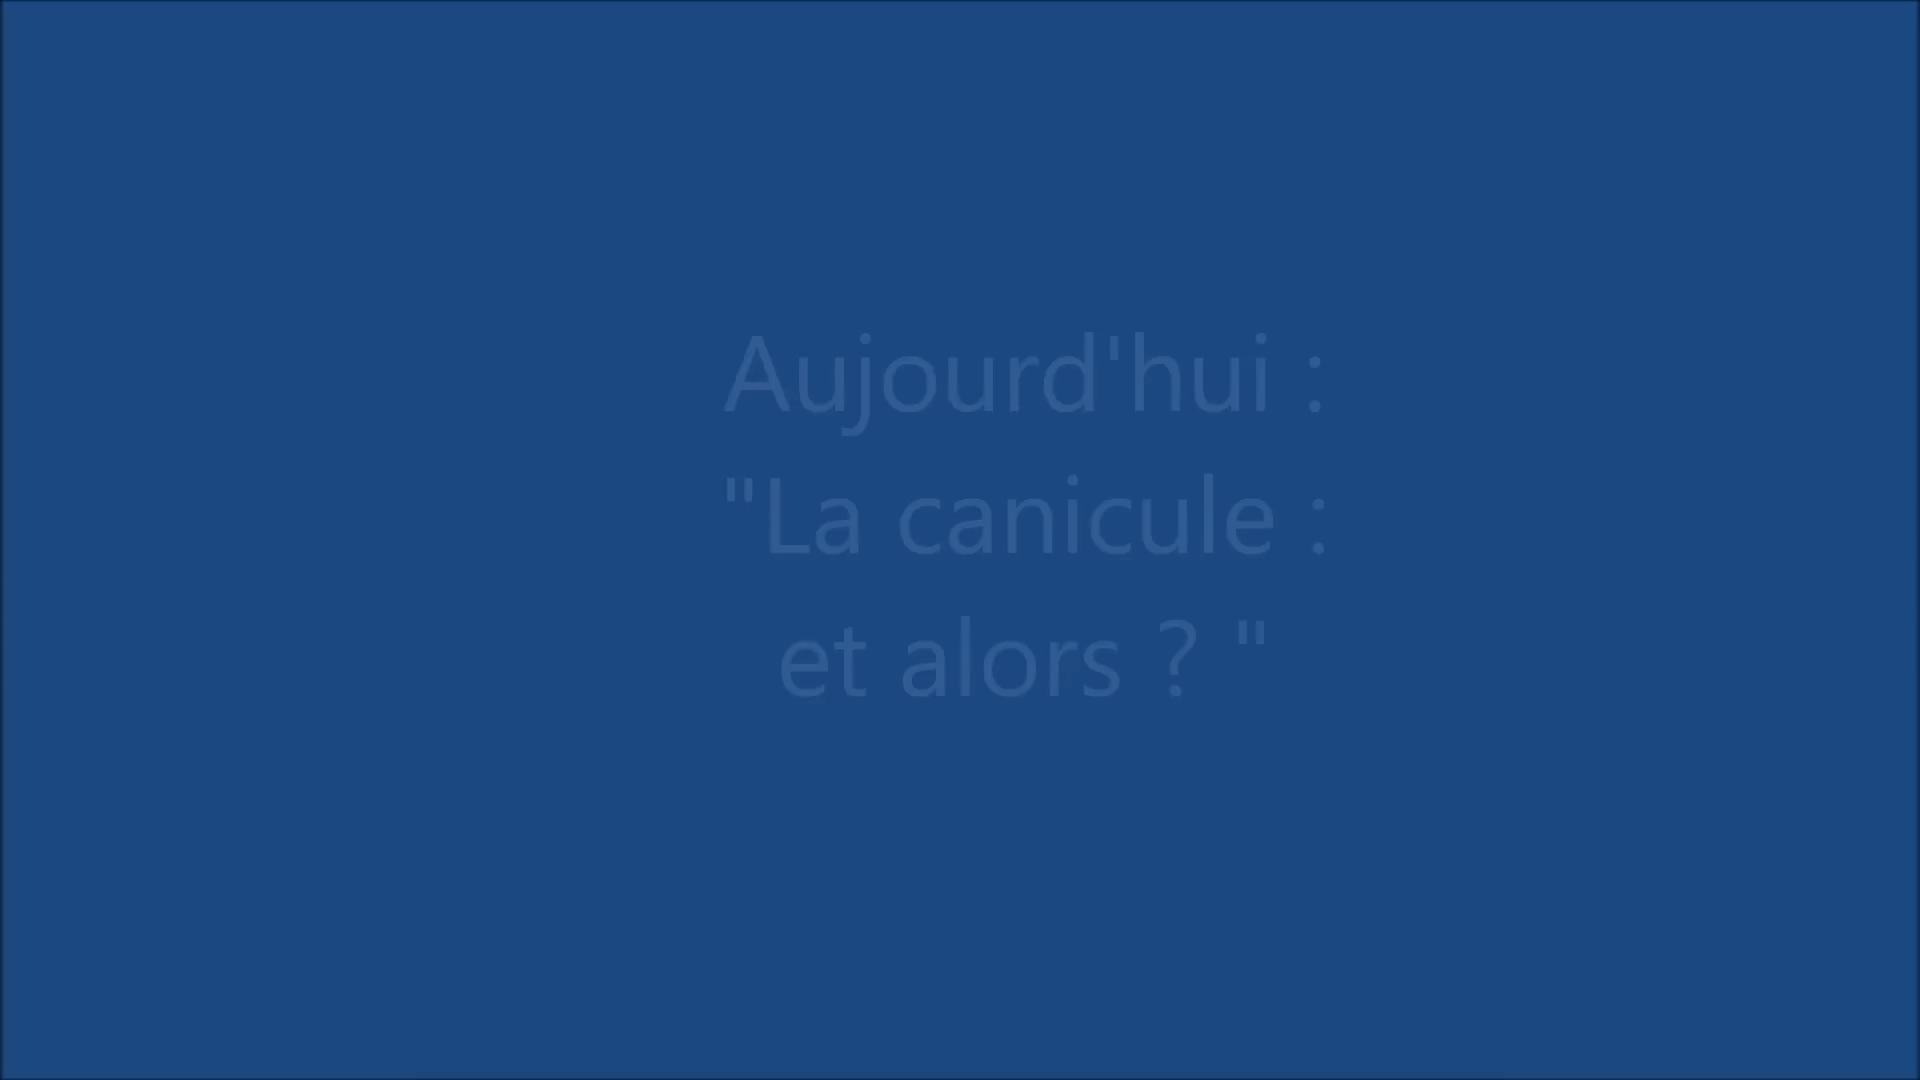 Aujourd'hui :
"La canicule :
et alors ? "